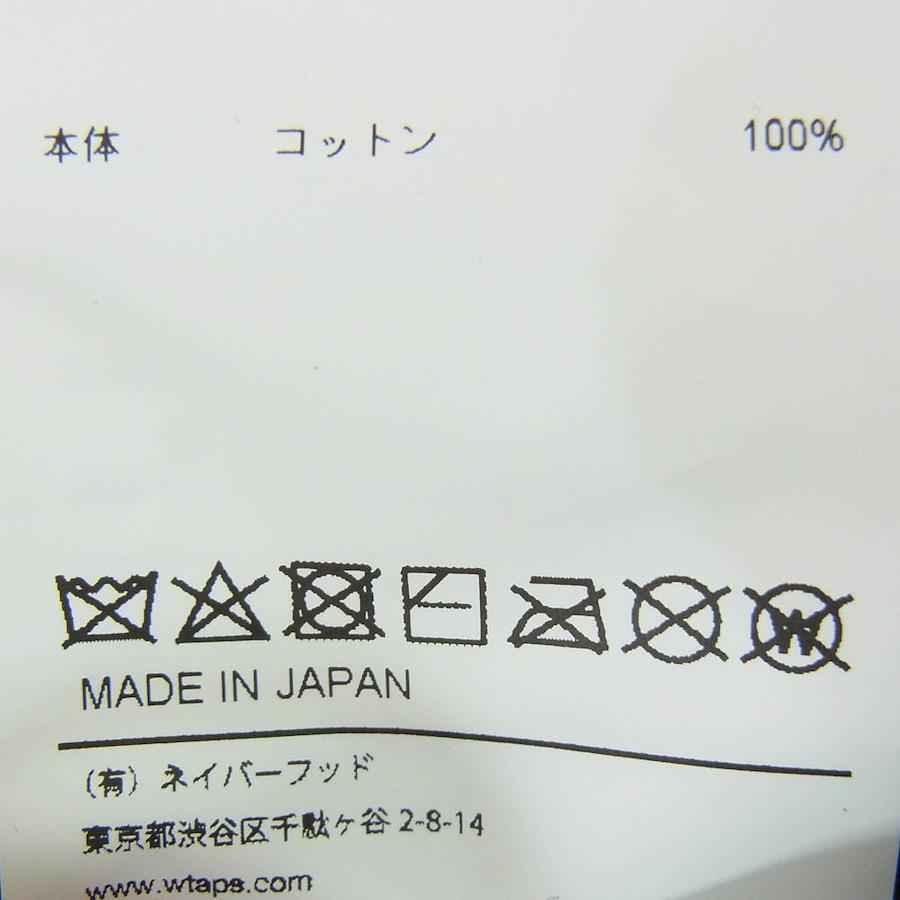 本体 コットン 100%
W
MADE IN JAPAN
(有) ネイバーフッド
東京都渋谷区千駄ヶ谷 2-8-14
www.wtaps.com